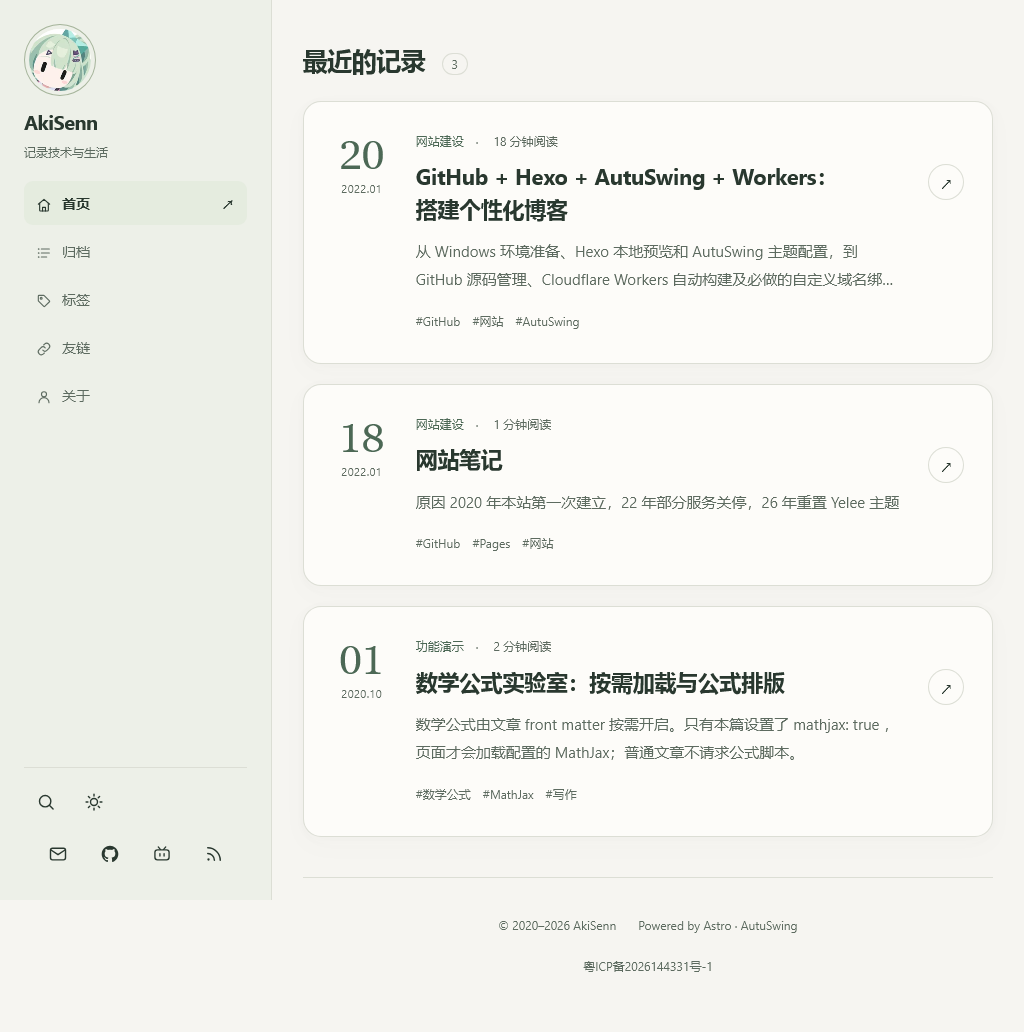 AkiSenn
记录技术与生活
首页
归档
标签
友链
关于
最近的记录 3
20
2022.01
网站建设 · 18 分钟阅读
GitHub + Hexo + AutuSwing + Workers：
搭建个性化博客
从 Windows 环境准备、Hexo 本地预览和 AutuSwing 主题配置，到
GitHub 源码管理、Cloudflare Workers 自动构建及必做的自定义域名绑...
#GitHub #网站 #AutuSwing
18
2022.01
网站建设 · 1 分钟阅读
网站笔记
原因 2020 年本站第一次建立，22 年部分服务关停，26 年重置 Yelee 主题
#GitHub #Pages #网站
01
2020.10
功能演示 · 2 分钟阅读
数学公式实验室：按需加载与公式排版
数学公式由文章 front matter 按需开启。只有本篇设置了 mathjax: true ，
页面才会加载配置的 MathJax；普通文章不请求公式脚本。
#数学公式 #MathJax #写作
© 2020–2026 AkiSenn Powered by Astro · AutuSwing
粤ICP备2026144331号-1